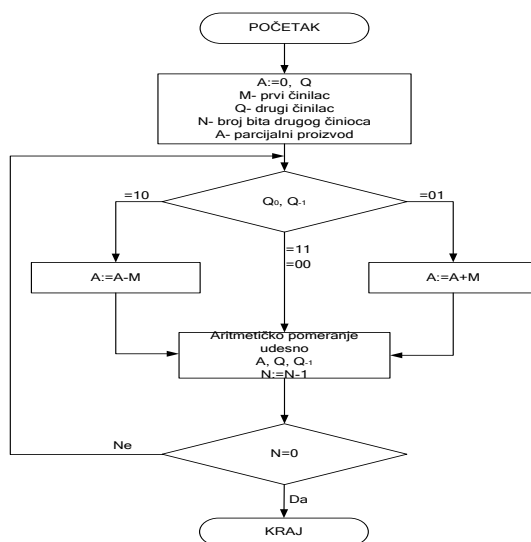 POČETAK
A:=0, Q
M- prvi činilac
Q- drugi činilac
N- broj bita drugog činioca
A- parcijalni proizvod
=10
Q₀, Q₋₁
=01
=11
=00
A:=A-M
A:=A+M
Aritmetičko pomeranje
udesno
A, Q, Q₋₁
N:=N-1
Ne
N=0
Da
KRAJ